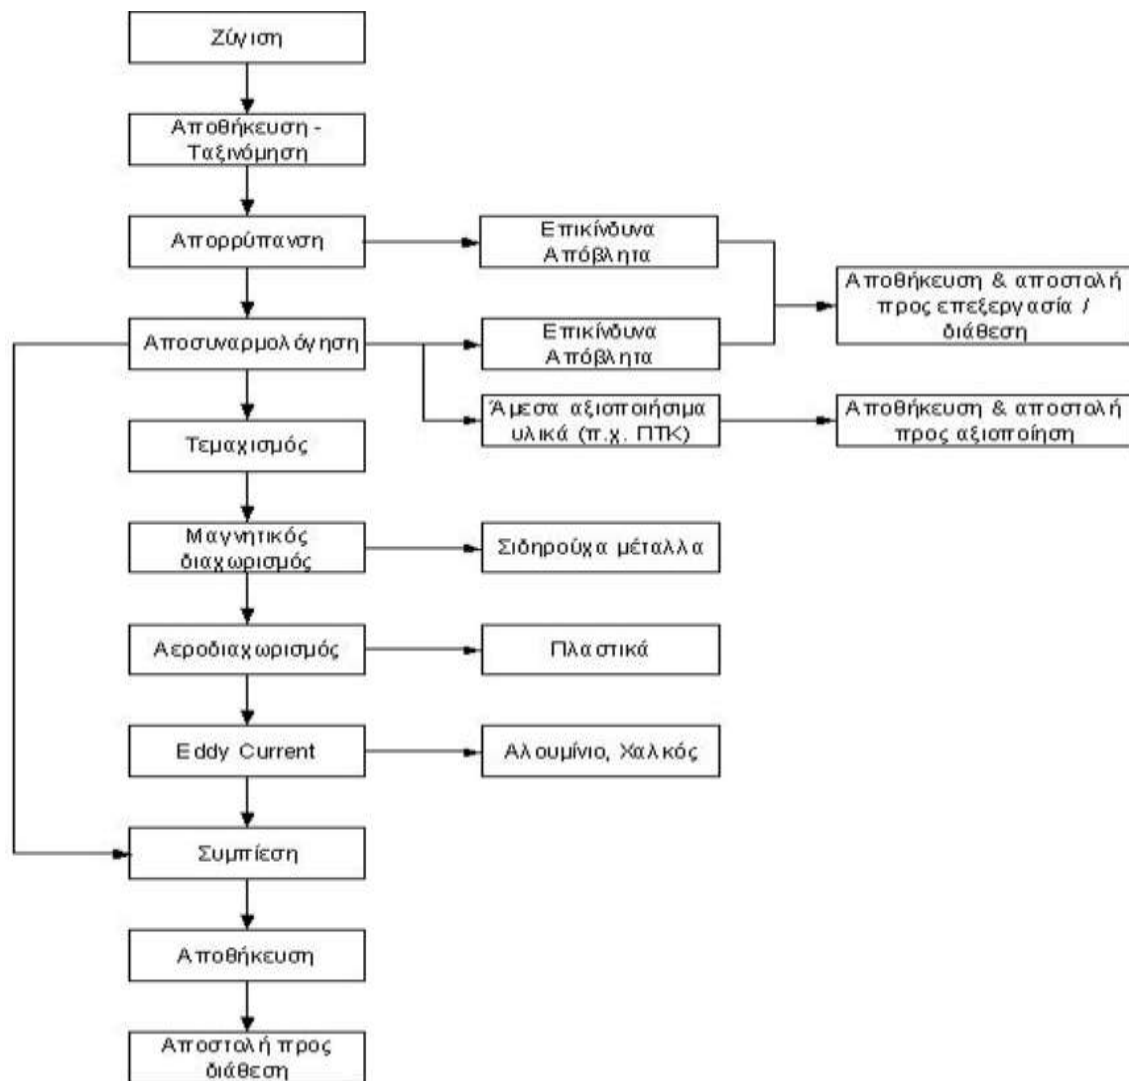 Ζύγιση
Αποθήκευση -
Ταξινόμηση
Απορρύπανση
Επικίνδυνα
Απόβλητα
Αποθήκευση & αποστολή
προς επεξεργασία /
διάθεση
Αποσυναρμολόγηση
Επικίνδυνα
Απόβλητα
Άμεσα αξιοποιήσιμα
υλικά (π.χ. ΠΤΚ)
Αποθήκευση & αποστολή
προς αξιοποίηση
Τεμαχισμός
Μαγνητικός
διαχωρισμός
Σιδηρούχα μέταλλα
Αεροδιαχωρισμός
Πλαστικά
Eddy Current
Αλουμίνιο, Χαλκός
Συμπίεση
Αποθήκευση
Αποστολή προς
διάθεση